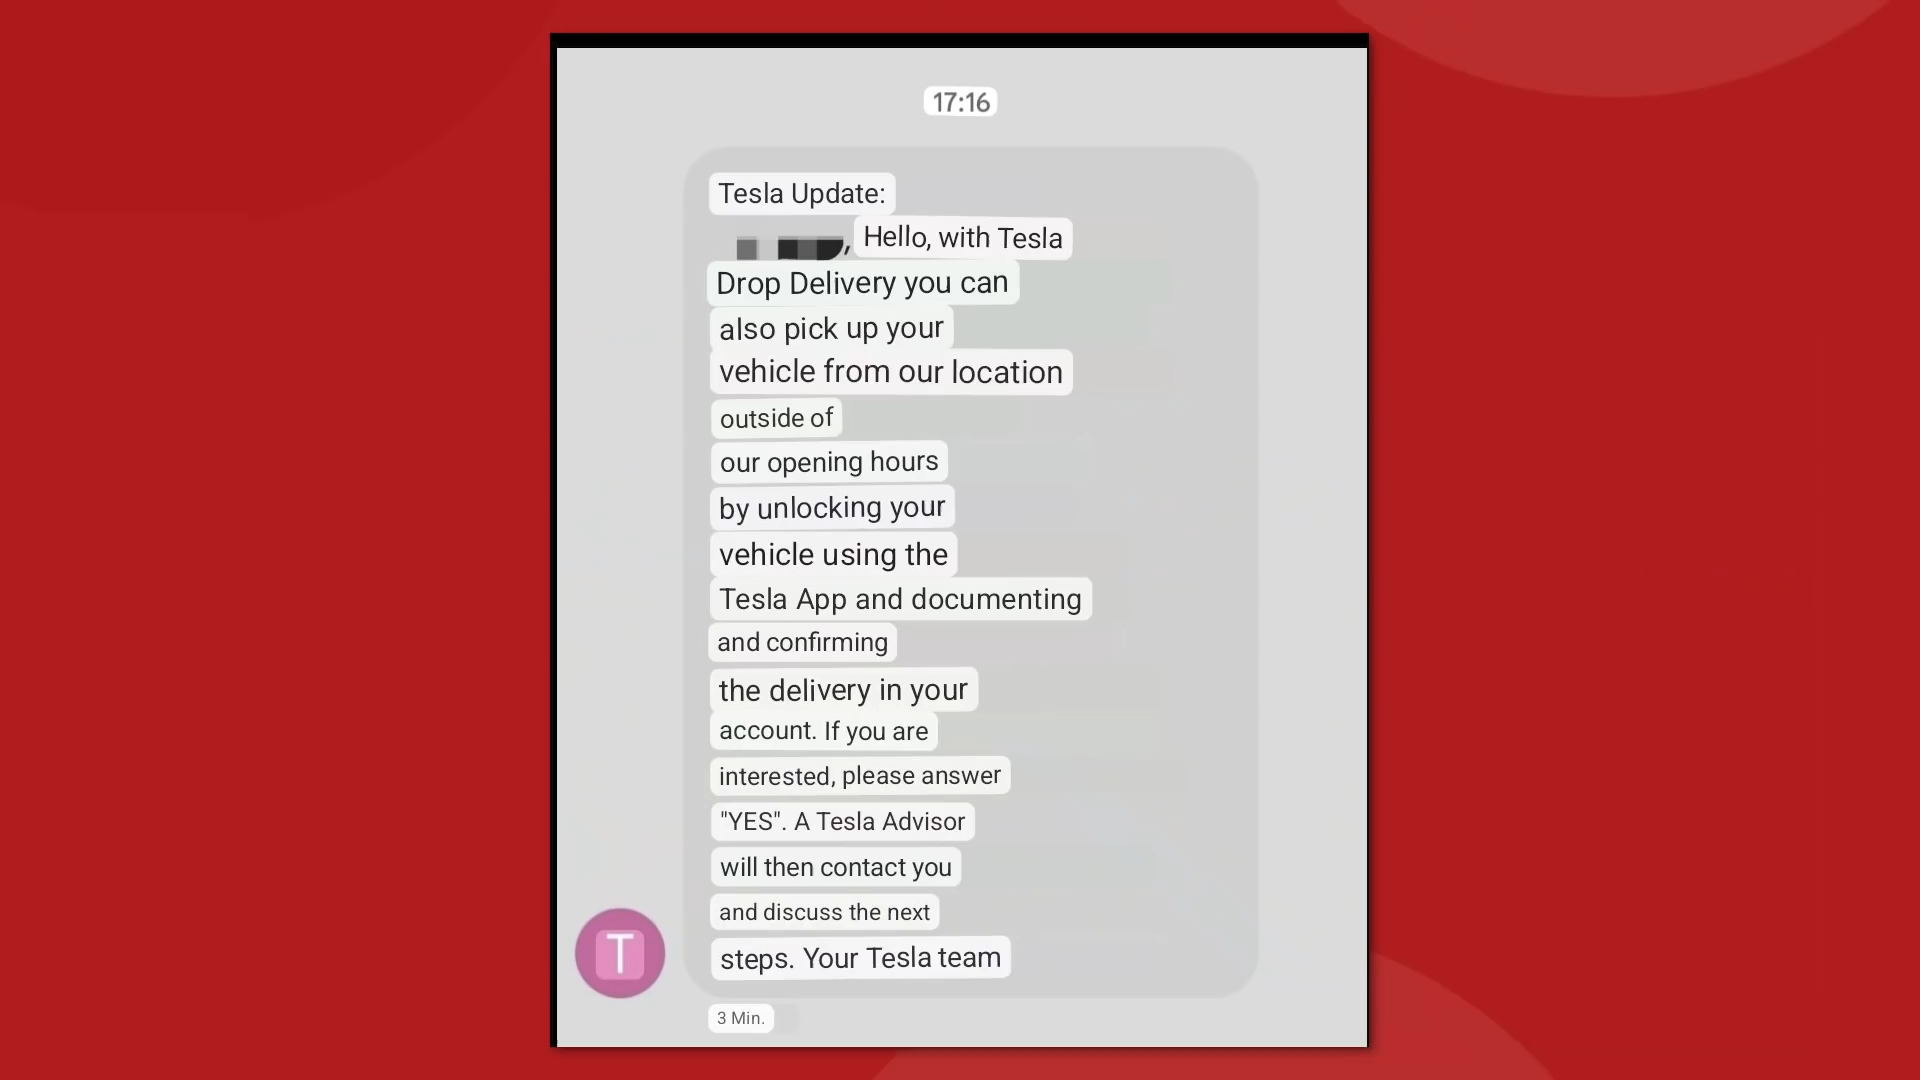 17:16
Tesla Update:
, Hello, with Tesla
Drop Delivery you can
also pick up your
vehicle from our location
outside of
our opening hours
by unlocking your
vehicle using the
Tesla App and documenting
and confirming
the delivery in your
account. If you are
interested, please answer
"YES". A Tesla Advisor
will then contact you
and discuss the next
steps. Your Tesla team
T
3 Min.